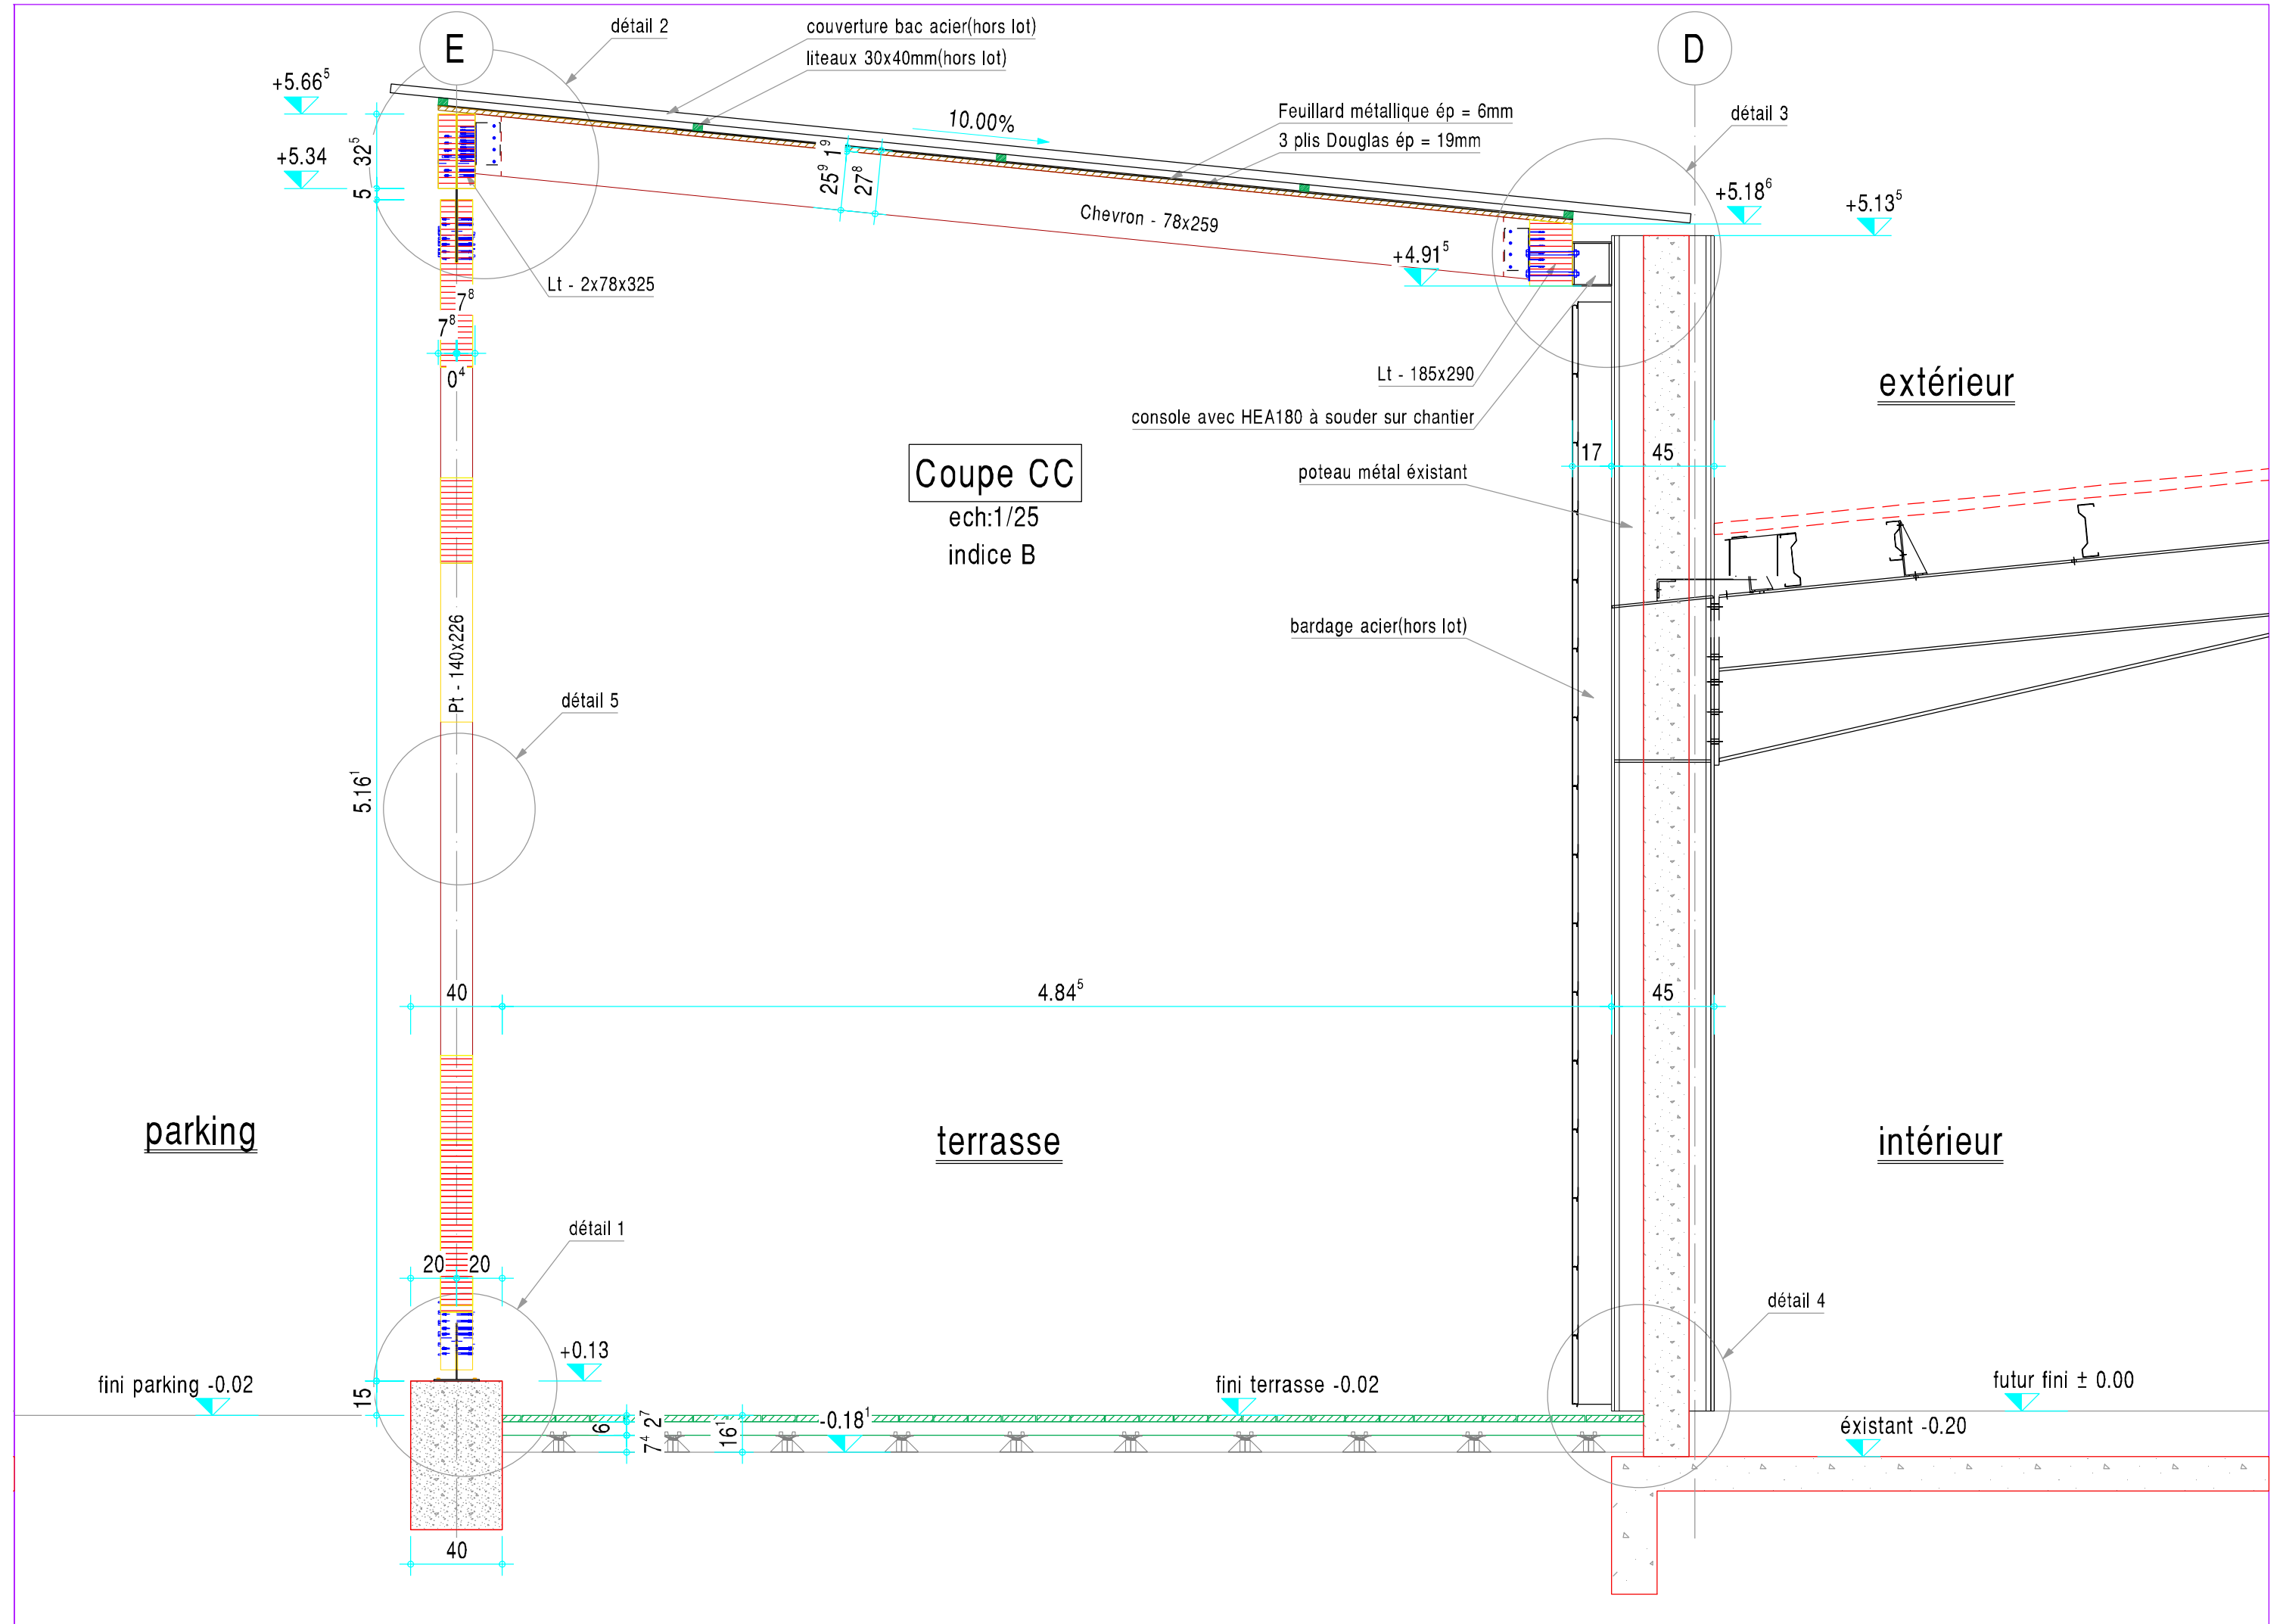 E
D
détail 2
couverture bac acier(hors lot)
liteaux 30x40mm(hors lot)
+5.66⁵
10.00%
Feuillard métallique ép = 6mm
3 plis Douglas ép = 19mm
détail 3
32⁵
+5.34
5
25⁹ 1⁹
27⁸
Chevron - 78x259
+5.18⁶
+5.13⁵
+4.91⁵
Lt - 2x78x325
7⁸
7⁸
0⁴
Lt - 185x290
console avec HEA180 à souder sur chantier
extérieur
Coupe CC
ech:1/25
indice B
17
45
poteau métal éxistant
bardage acier(hors lot)
Pt - 140x226
détail 5
5.16¹
40
4.84⁵
45
parking
terrasse
intérieur
détail 1
20
20
détail 4
+0.13
fini parking -0.02
15
fini terrasse -0.02
futur fini ± 0.00
6
7⁴ 2⁷
16¹
-0.18¹
éxistant -0.20
40